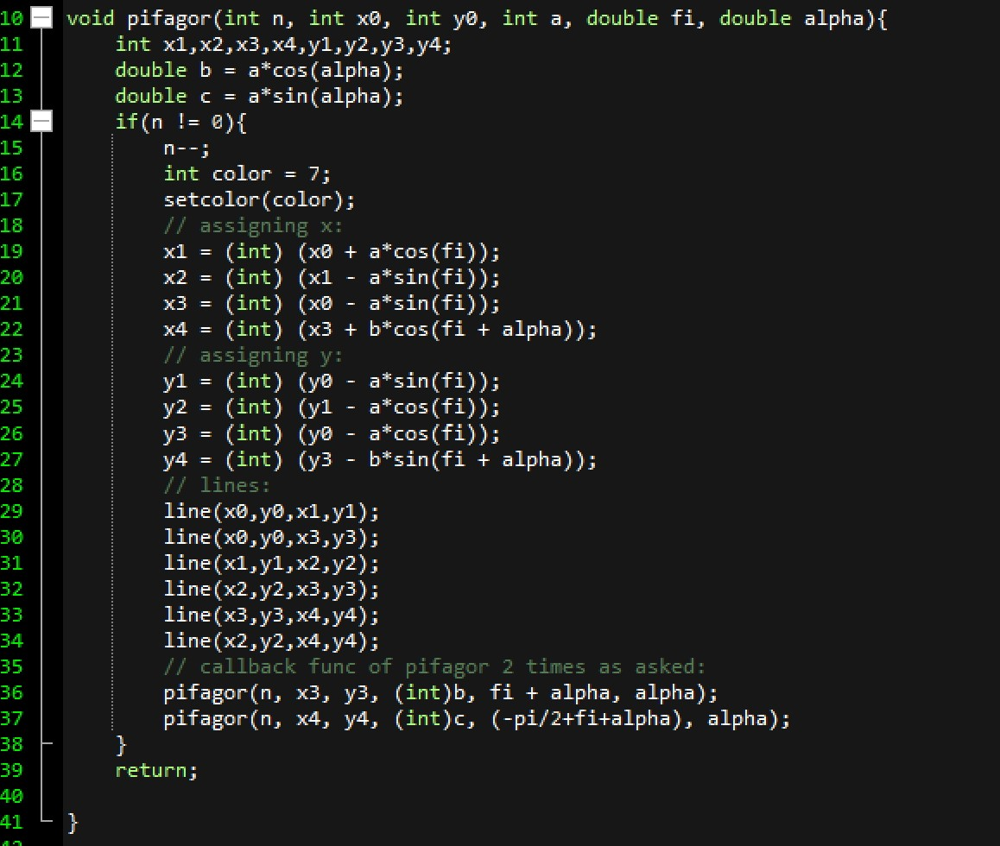 10 void pifagor(int n, int x0, int y0, int a, double fi, double alpha){
11     int x1,x2,x3,x4,y1,y2,y3,y4;
12     double b = a*cos(alpha);
13     double c = a*sin(alpha);
14     if(n != 0){
15         n--;
16         int color = 7;
17         setcolor(color);
18         // assigning x:
19         x1 = (int) (x0 + a*cos(fi));
20         x2 = (int) (x1 - a*sin(fi));
21         x3 = (int) (x0 - a*sin(fi));
22         x4 = (int) (x3 + b*cos(fi + alpha));
23         // assigning y:
24         y1 = (int) (y0 - a*sin(fi));
25         y2 = (int) (y1 - a*cos(fi));
26         y3 = (int) (y0 - a*cos(fi));
27         y4 = (int) (y3 - b*sin(fi + alpha));
28         // lines:
29         line(x0,y0,x1,y1);
30         line(x0,y0,x3,y3);
31         line(x1,y1,x2,y2);
32         line(x2,y2,x3,y3);
33         line(x3,y3,x4,y4);
34         line(x2,y2,x4,y4);
35         // callback func of pifagor 2 times as asked:
36         pifagor(n, x3, y3, (int)b, fi + alpha, alpha);
37         pifagor(n, x4, y4, (int)c, (-pi/2+fi+alpha), alpha);
38     }
39     return;
40
41 }
42